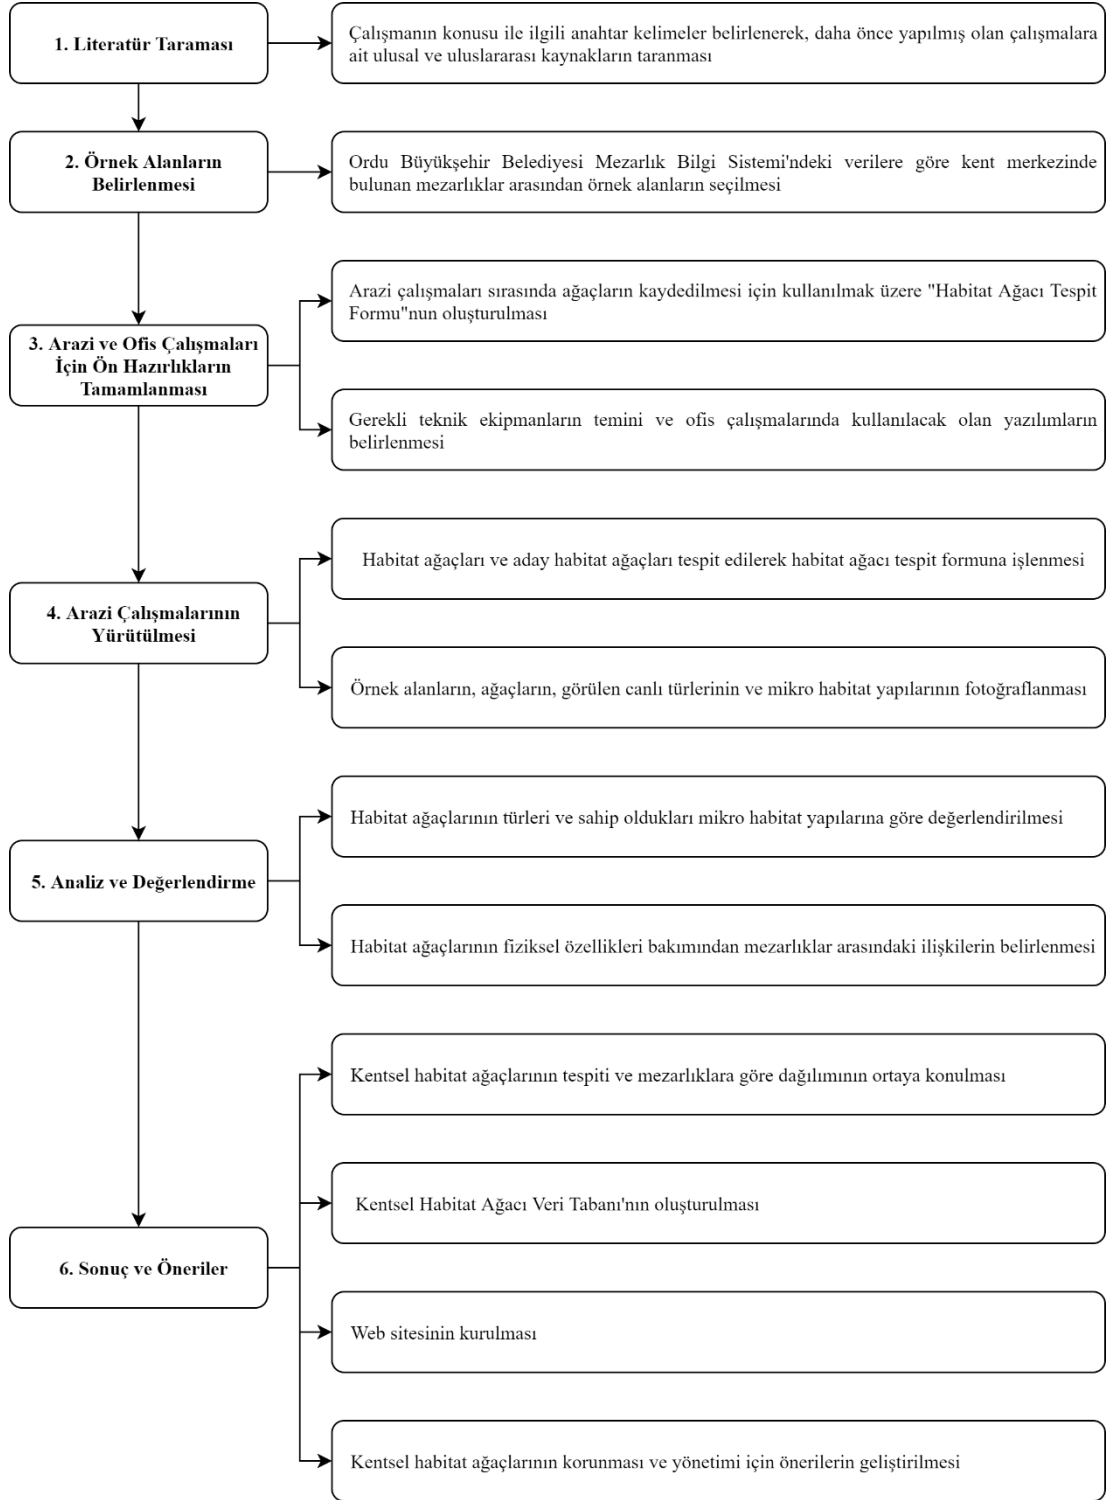 1. Literatür Taraması
Çalışmanın konusu ile ilgili anahtar kelimeler belirlenerek, daha önce yapılmış olan çalışmalara
ait ulusal ve uluslararası kaynakların taranması
2. Örnek Alanların
Belirlenmesi
Ordu Büyükşehir Belediyesi Mezarlık Bilgi Sistemi'ndeki verilere göre kent merkezinde
bulunan mezarlıklar arasından örnek alanların seçilmesi
3. Arazi ve Ofis Çalışmaları
İçin Ön Hazırlıkların
Tamamlanması
Arazi çalışmaları sırasında ağaçların kaydedilmesi için kullanılmak üzere "Habitat Ağacı Tespit
Formu"nun oluşturulması
Gerekli teknik ekipmanların temini ve ofis çalışmalarında kullanılacak olan yazılımların
belirlenmesi
4. Arazi Çalışmalarının
Yürütülmesi
Habitat ağaçları ve aday habitat ağaçları tespit edilerek habitat ağacı tespit formuna işlenmesi
Örnek alanların, ağaçların, görülen canlı türlerinin ve mikro habitat yapılarının fotoğraflanması
5. Analiz ve Değerlendirme
Habitat ağaçlarının türleri ve sahip oldukları mikro habitat yapılarına göre değerlendirilmesi
Habitat ağaçlarının fiziksel özellikleri bakımından mezarlıklar arasındaki ilişkilerin belirlenmesi
6. Sonuç ve Öneriler
Kentsel habitat ağaçlarının tespiti ve mezarlıklara göre dağılımının ortaya konulması
Kentsel Habitat Ağacı Veri Tabanı'nın oluşturulması
Web sitesinin kurulması
Kentsel habitat ağaçlarının korunması ve yönetimi için önerilerin geliştirilmesi